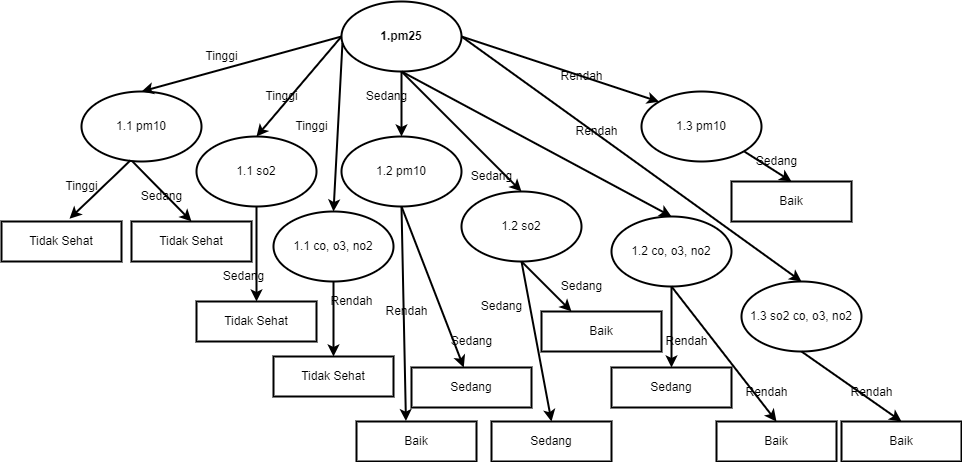 1.pm25
Tinggi
Rendah
Tinggi
Sedang
Tinggi
Rendah
1.1 pm10
1.3 pm10
Sedang
1.1 so2
1.2 pm10
Sedang
Tinggi
Sedang
Baik
1.2 so2
Tidak Sehat
Tidak Sehat
1.1 co, o3, no2
1.2 co, o3, no2
Sedang
Sedang
Rendah
Sedang
Rendah
1.3 so2 co, o3, no2
Tidak Sehat
Baik
Sedang
Rendah
Tidak Sehat
Sedang
Sedang
Rendah
Rendah
Baik
Sedang
Baik
Baik